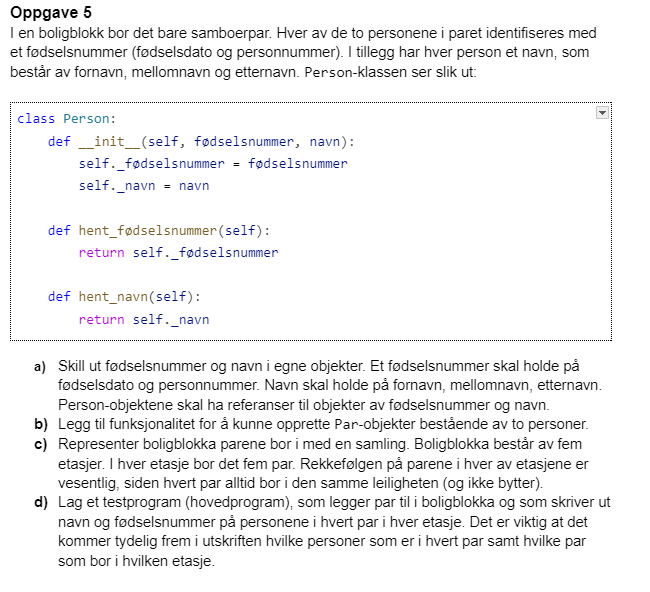 Oppgave 5
I en boligblokk bor det bare samboerpar. Hver av de to personene i paret identifiseres med
et fødselsnummer (fødselsdato og personnummer). I tillegg har hver person et navn, som
består av fornavn, mellomnavn og etternavn. Person-klassen ser slik ut:
class Person:
    def __init__(self, fødselsnummer, navn):
        self._fødselsnummer = fødselsnummer
        self._navn = navn
    def hent_fødselsnummer(self):
        return self._fødselsnummer
    def hent_navn(self):
        return self._navn
a) Skill ut fødselsnummer og navn i egne objekter. Et fødselsnummer skal holde på
fødselsdato og personnummer. Navn skal holde på fornavn, mellomnavn, etternavn.
Person-objektene skal ha referanser til objekter av fødselsnummer og navn.
b) Legg til funksjonalitet for å kunne opprette Par-objekter bestående av to personer.
c) Representer boligblokka parene bor i med en samling. Boligblokka består av fem
etasjer. I hver etasje bor det fem par. Rekkefølgen på parene i hver av etasjene er
vesentlig, siden hvert par alltid bor i den samme leiligheten (og ikke bytter).
d) Lag et testprogram (hovedprogram), som legger par til i boligblokka og som skriver ut
navn og fødselsnummer på personene i hvert par i hver etasje. Det er viktig at det
kommer tydelig frem i utskriften hvilke personer som er i hvert par samt hvilke par
som bor i hvilken etasje.